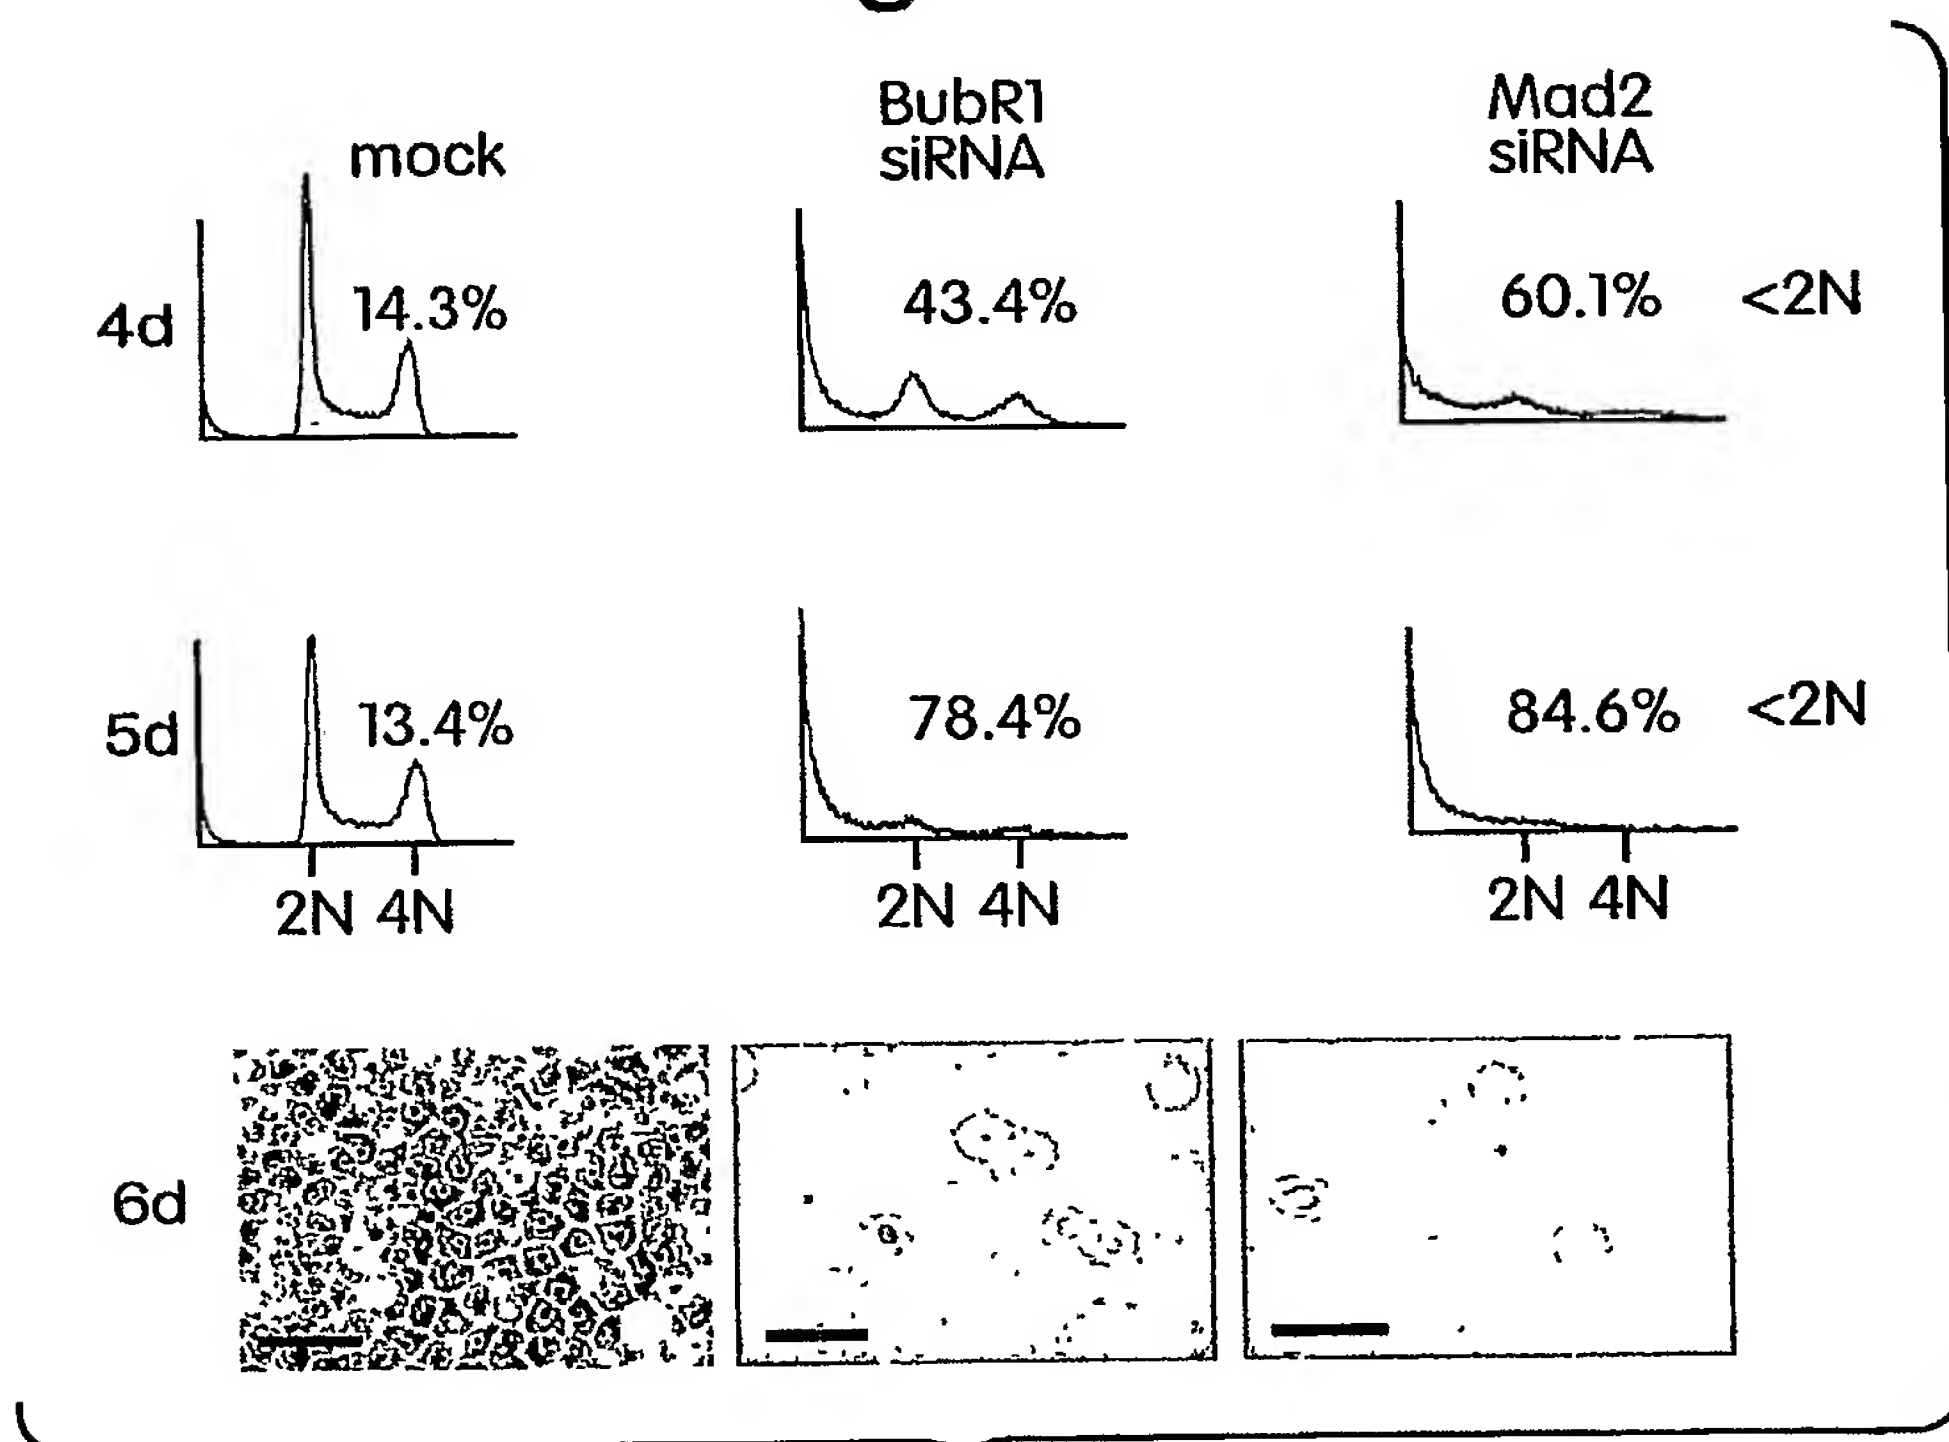 mock
BubR1
siRNA
Mad2
siRNA
4d
14.3%
43.4%
60.1%
<2N
5d
13.4%
78.4%
84.6%
<2N
2N 4N
2N 4N
2N 4N
6d